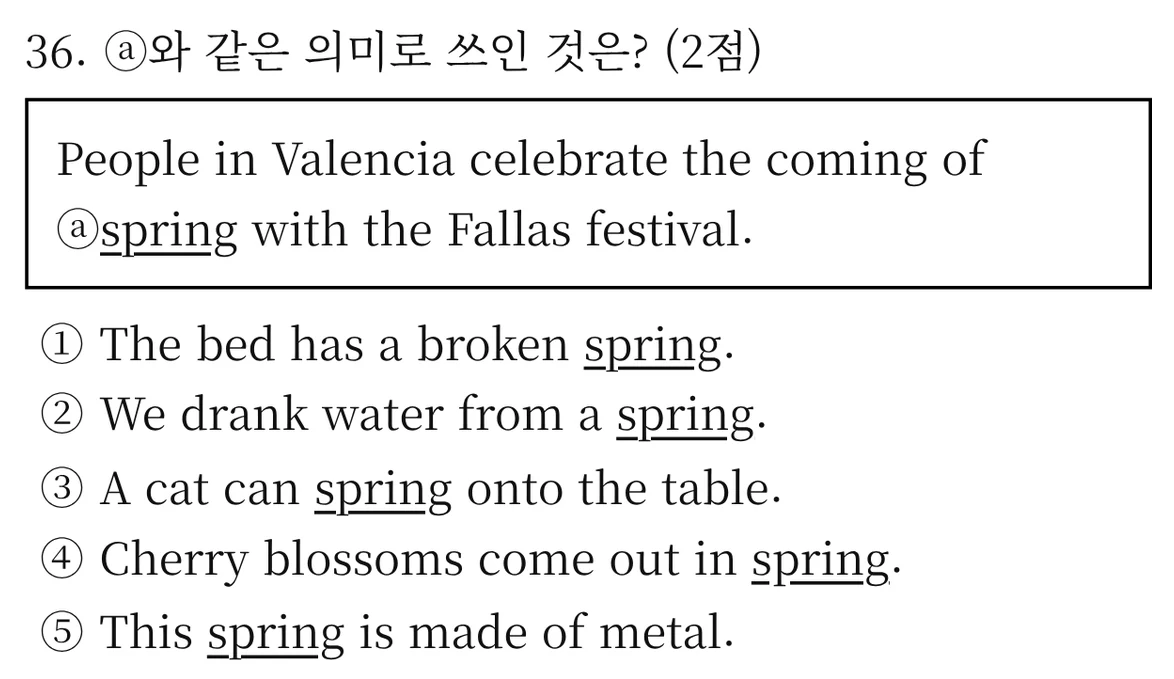 36. ⓐ와 같은 의미로 쓰인 것은? (2점)
People in Valencia celebrate the coming of
ⓐspring with the Fallas festival.
① The bed has a broken spring.
② We drank water from a spring.
③ A cat can spring onto the table.
④ Cherry blossoms come out in spring.
⑤ This spring is made of metal.